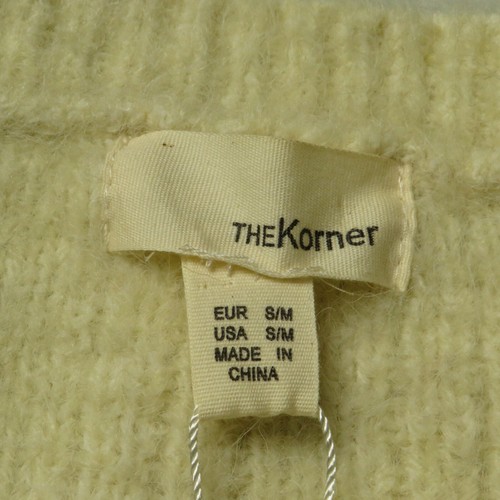 THEKorner
EUR S/M
USA S/M
MADE IN
CHINA